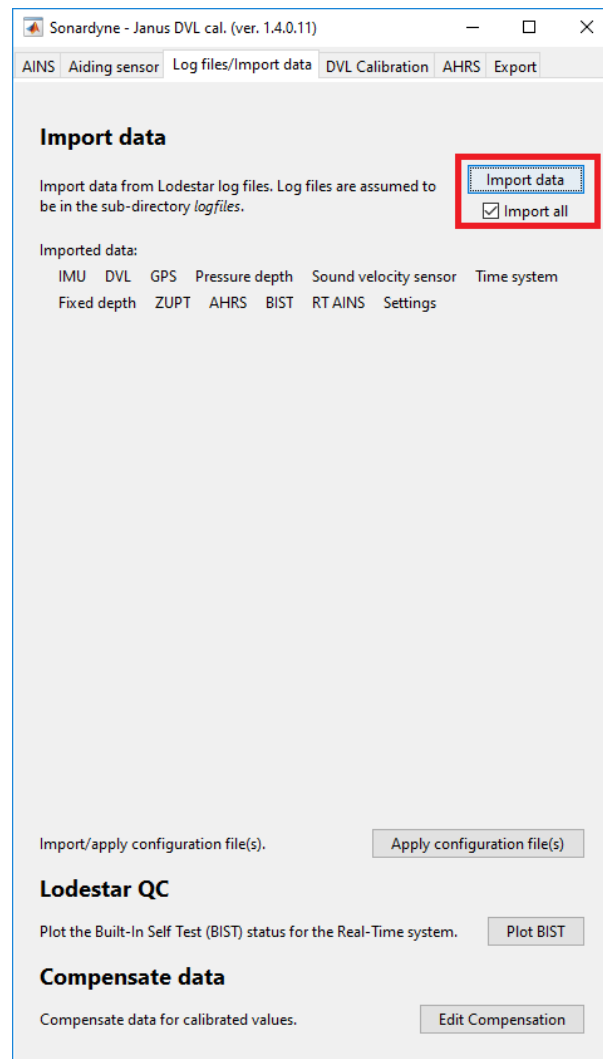 Sonardyne - Janus DVL cal. (ver. 1.4.0.11)
AINS Aiding sensor Log files/Import data DVL Calibration AHRS Export
Import data
Import data from Lodestar log files. Log files are assumed to
be in the sub-directory logfiles.
Import data
Import all
Imported data:
IMU DVL GPS Pressure depth Sound velocity sensor Time system
Fixed depth ZUPT AHRS BIST RT AINS Settings
Import/apply configuration file(s). Apply configuration file(s)
Lodestar QC
Plot the Built-In Self Test (BIST) status for the Real-Time system. Plot BIST
Compensate data
Compensate data for calibrated values. Edit Compensation